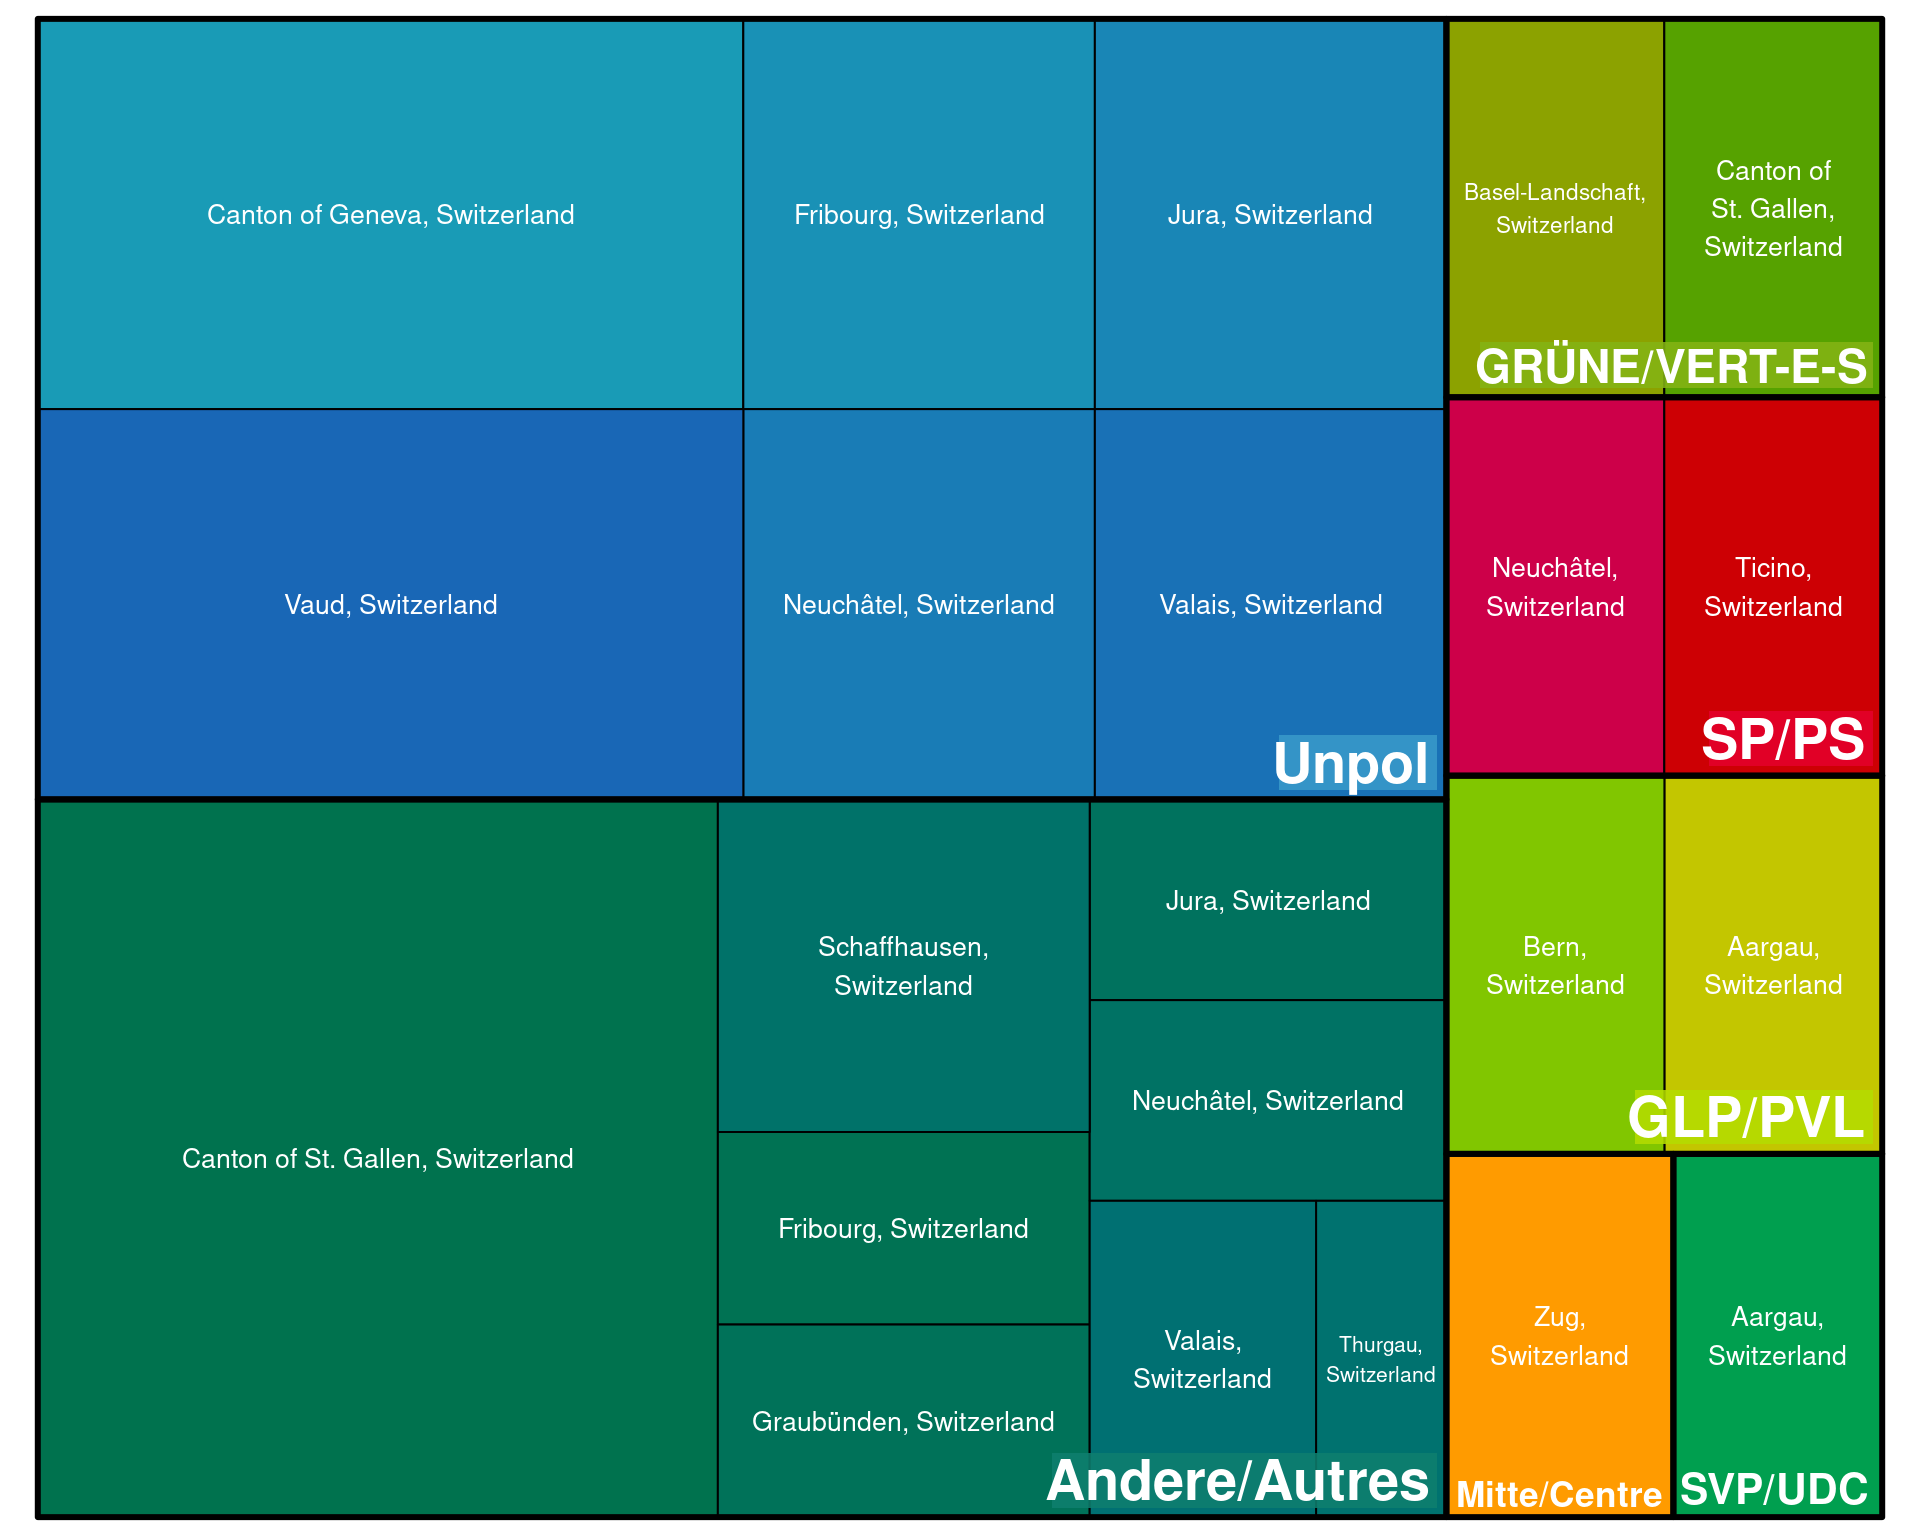 Canton of Geneva, Switzerland
Fribourg, Switzerland
Jura, Switzerland
Vaud, Switzerland
Neuchâtel, Switzerland
Valais, Switzerland
Unpol
Canton of St. Gallen, Switzerland
Schaffhausen,
Switzerland
Fribourg, Switzerland
Graubünden, Switzerland
Jura, Switzerland
Neuchâtel, Switzerland
Valais,
Switzerland
Thurgau,
Switzerland
Andere/Autres
Basel-Landschaft,
Switzerland
Canton of
St. Gallen,
Switzerland
GRÜNE/VERT-E-S
Neuchâtel,
Switzerland
Ticino,
Switzerland
SP/PS
Bern,
Switzerland
Aargau,
Switzerland
GLP/PVL
Zug,
Switzerland
Mitte/Centre
Aargau,
Switzerland
SVP/UDC